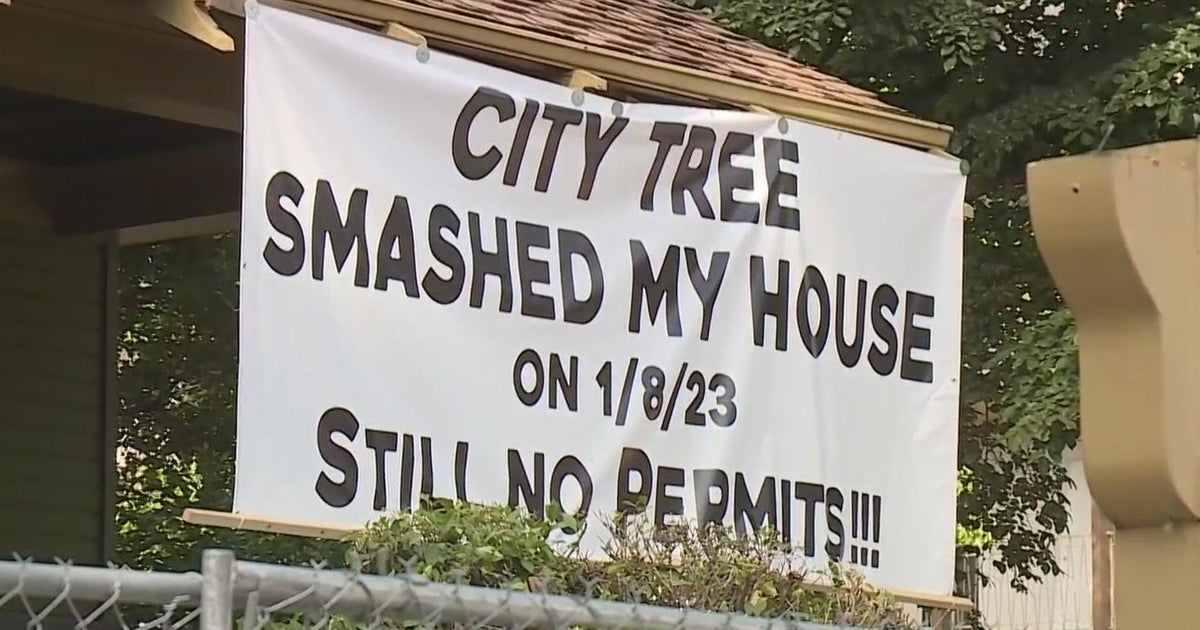 CITY TREE
SMASHED MY HOUSE
ON 1/8/23
STILL NO PERMITS!!!